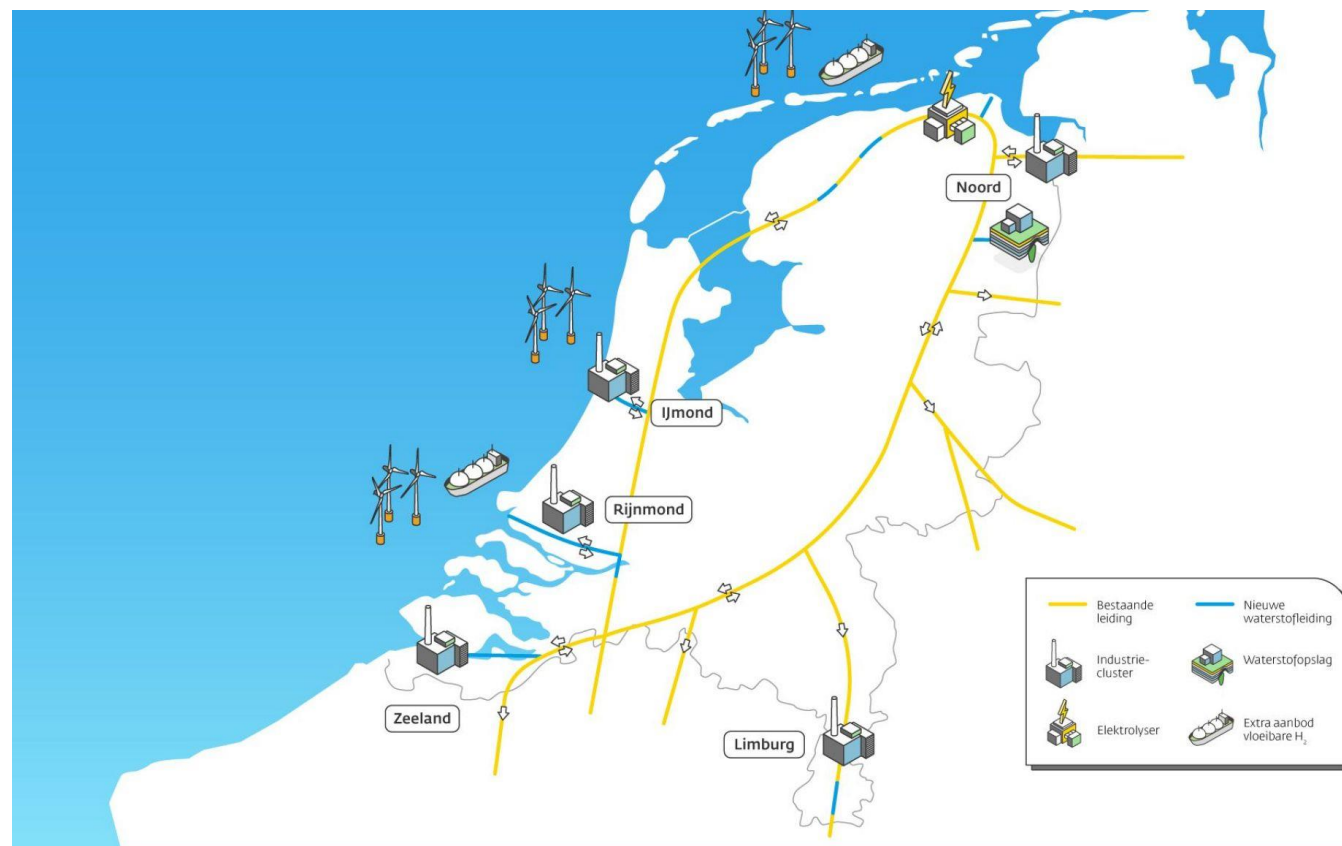 Noord
IJmond
Rijnmond
Zeeland
Limburg
Bestaande
leiding
Nieuwe
waterstofleiding
Industrie-
cluster
Waterstofopslag
Elektrolyser
Extra aanbod
vloeibare H₂